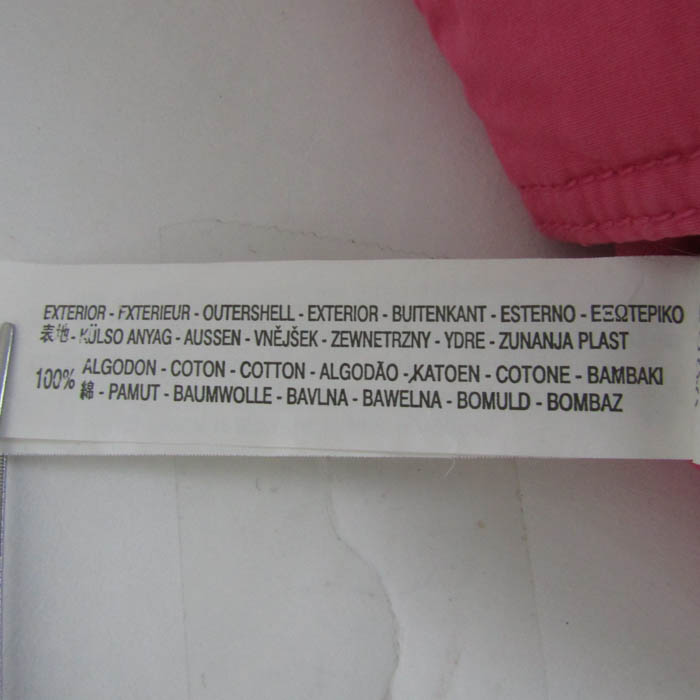 EXTERIOR - EXTERIEUR - OUTERSHELL - EXTERIOR - BUITENKANT - ESTERNO - ΕΞΩΤΕΡΙΚΟ
表地 - KÜLSO ANYAG - AUSSEN - VNĚJŠEK - ZEWNETRZNY - YDRE - ZUNANJA PLAST
100% ALGODON - COTON - COTTON - ALGODÃO - KATOEN - COTONE - BAMBAKI
綿 - PAMUT - BAUMWOLLE - BAVLNA - BAWELNA - BOMULD - BOMBAZ